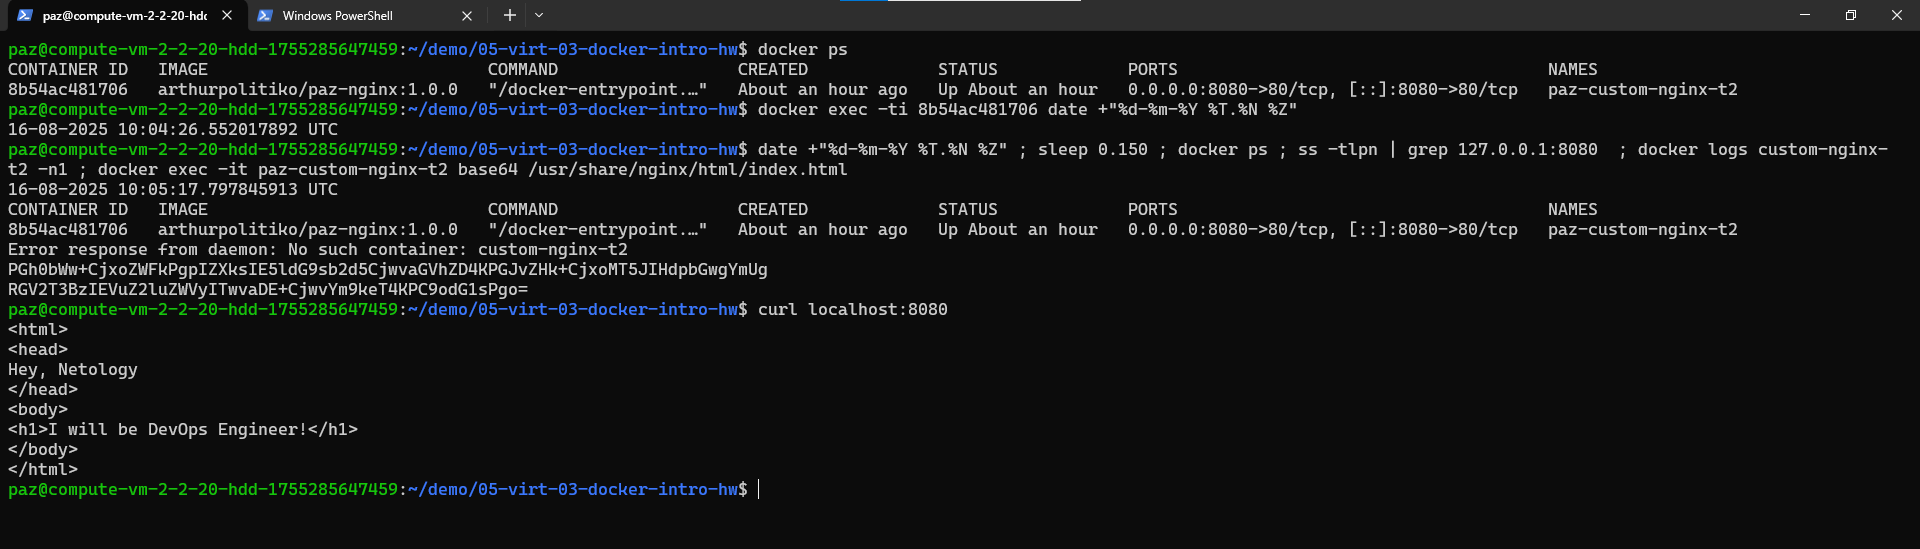 paz@compute-vm-2-2-20-hdd
Windows PowerShell
paz@compute-vm-2-2-20-hdd-1755285647459:~/demo/05-virt-03-docker-intro-hw$ docker ps
CONTAINER ID   IMAGE                            COMMAND                  CREATED             STATUS             PORTS                                     NAMES
8b54ac481706   arthurpolitiko/paz-nginx:1.0.0   "/docker-entrypoint.…"   About an hour ago   Up About an hour   0.0.0.0:8080->80/tcp, [::]:8080->80/tcp   paz-custom-nginx-t2
paz@compute-vm-2-2-20-hdd-1755285647459:~/demo/05-virt-03-docker-intro-hw$ docker exec -ti 8b54ac481706 date +"%d-%m-%Y %T.%N %Z"
16-08-2025 10:04:26.552017892 UTC
paz@compute-vm-2-2-20-hdd-1755285647459:~/demo/05-virt-03-docker-intro-hw$ date +"%d-%m-%Y %T.%N %Z" ; sleep 0.150 ; docker ps ; ss -tlpn | grep 127.0.0.1:8080  ; docker logs custom-nginx-
t2 -n1 ; docker exec -it paz-custom-nginx-t2 base64 /usr/share/nginx/html/index.html
16-08-2025 10:05:17.797845913 UTC
CONTAINER ID   IMAGE                            COMMAND                  CREATED             STATUS             PORTS                                     NAMES
8b54ac481706   arthurpolitiko/paz-nginx:1.0.0   "/docker-entrypoint.…"   About an hour ago   Up About an hour   0.0.0.0:8080->80/tcp, [::]:8080->80/tcp   paz-custom-nginx-t2
Error response from daemon: No such container: custom-nginx-t2
PGh0bWw+CjxoZWFkPgpIZXksIE5ldG9sb2d5CjwvaGVhZD4KPGJvZHk+CjxoMT5JIHdpbGwgYmUg
RGV2T3BzIEVuZ2luZWVyITwvaDE+CjwvYm9keT4KPC9odG1sPgo=
paz@compute-vm-2-2-20-hdd-1755285647459:~/demo/05-virt-03-docker-intro-hw$ curl localhost:8080
<html>
<head>
Hey, Netology
</head>
<body>
<h1>I will be DevOps Engineer!</h1>
</body>
</html>
paz@compute-vm-2-2-20-hdd-1755285647459:~/demo/05-virt-03-docker-intro-hw$